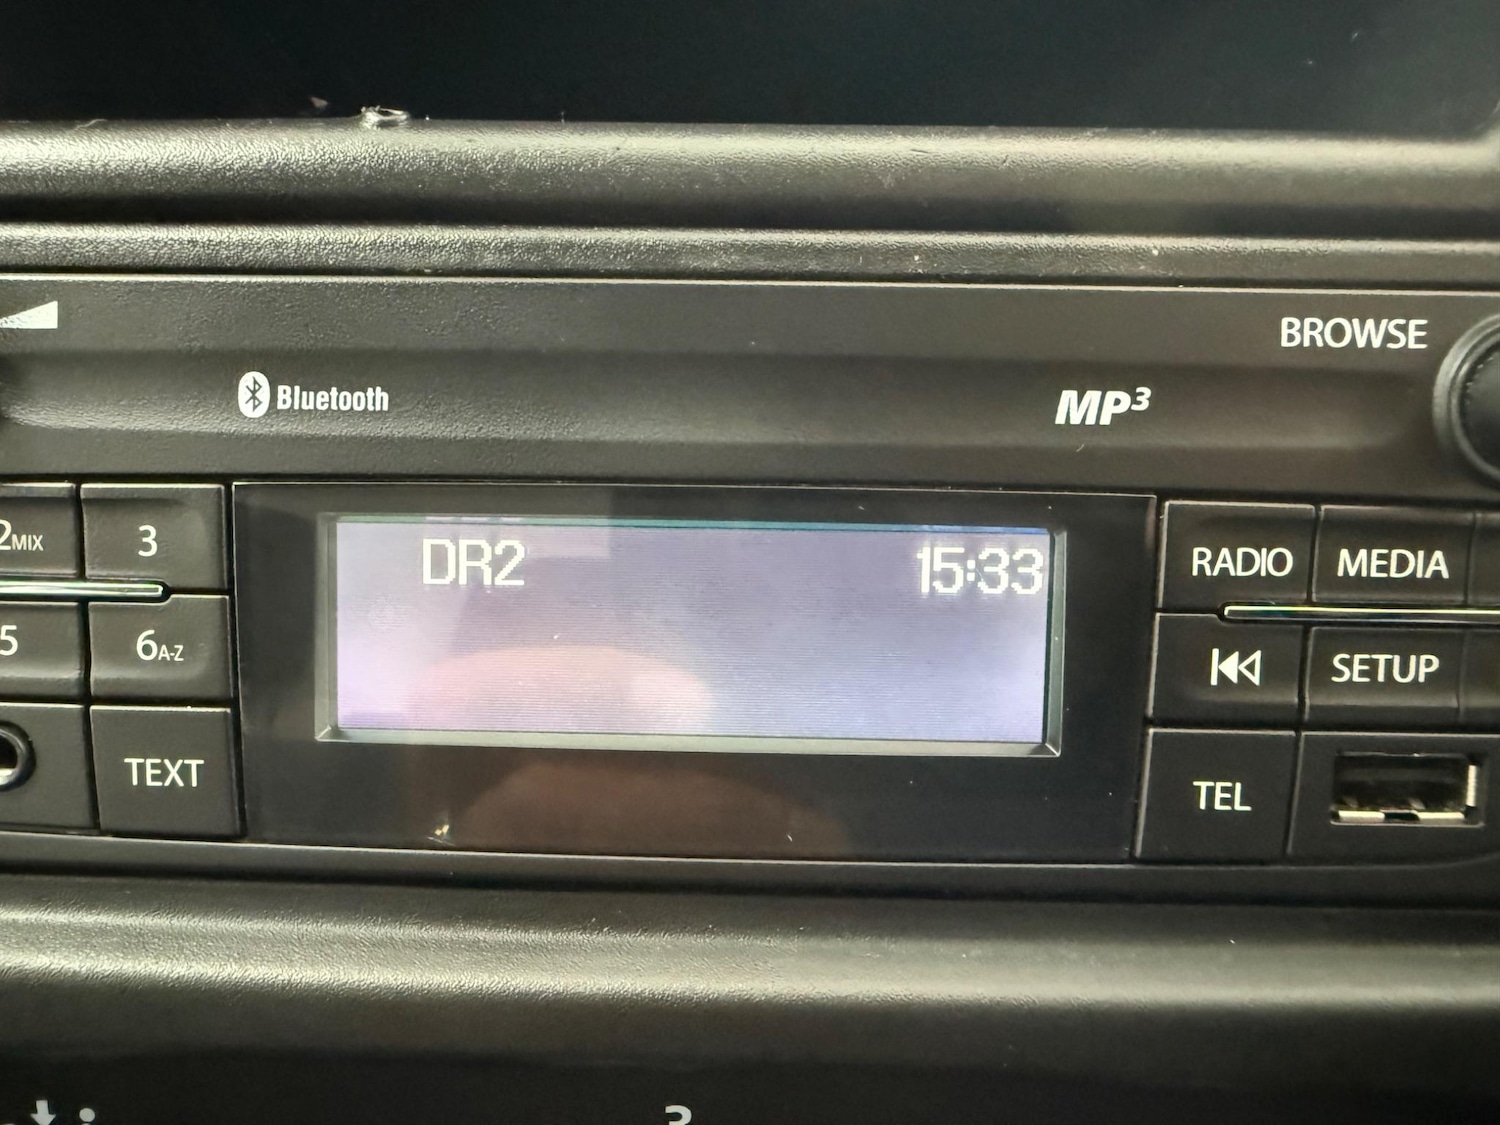 BROWSE
Bluetooth
MP3
2MIX
3
DR2
15:33
RADIO
MEDIA
5
6A-Z
SETUP
TEXT
TEL